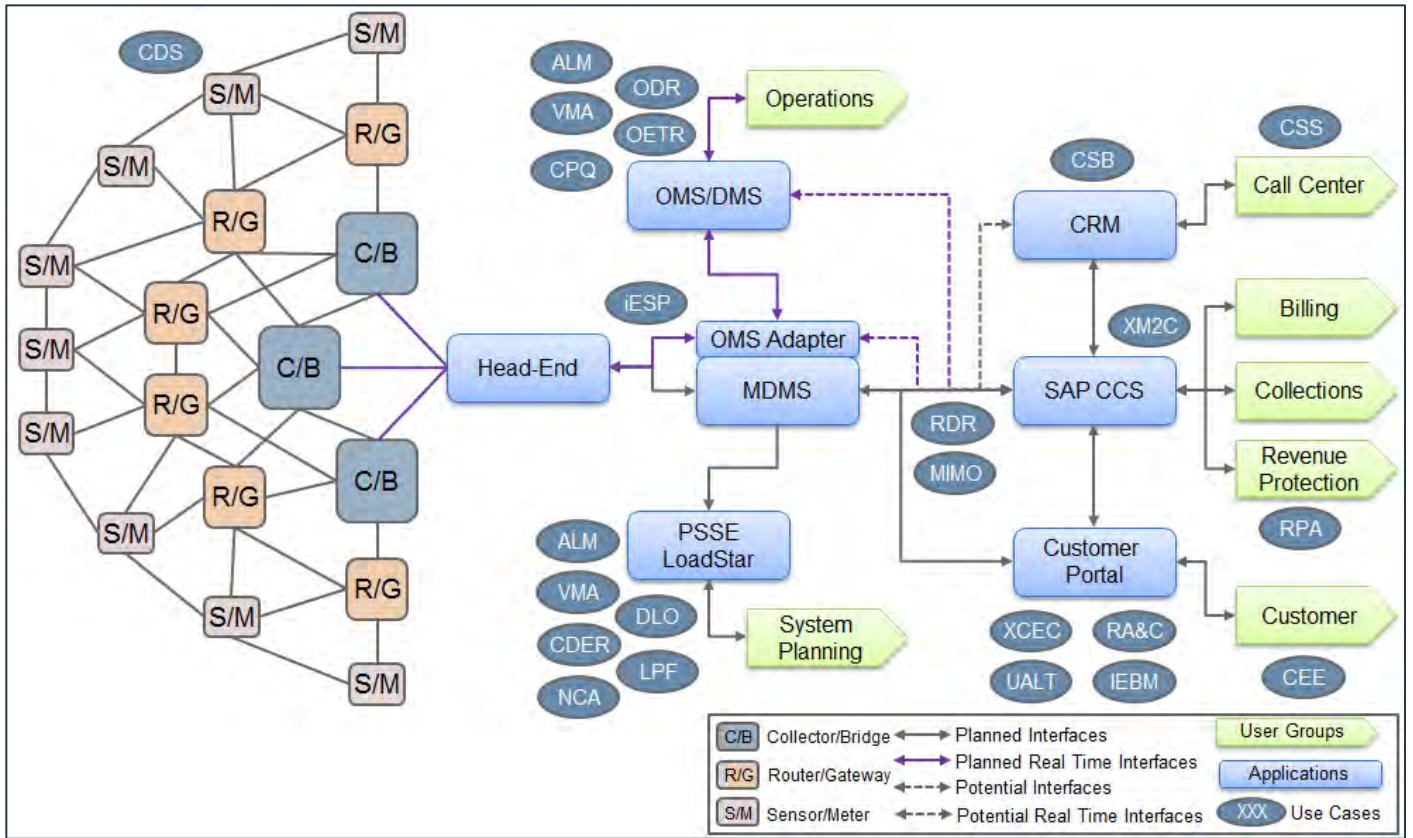 S/M
CDS
S/M
R/G
S/M
R/G
C/B
S/M
R/G
C/B
S/M
R/G
S/M
C/B
R/G
S/M
R/G
S/M
S/M
ALM
ODR
VMA
OETR
CPQ
Operations
OMS/DMS
iESP
Head-End
OMS Adapter
MDMS
CSS
CSB
Call Center
CRM
Billing
XM2C
SAP CCS
Collections
RDR
MIMO
Revenue
Protection
RPA
ALM
PSSE
LoadStar
VMA
DLO
CDER
LPF
NCA
System
Planning
Customer
Portal
Customer
XCEC
RA&C
UALT
IEBM
CEE
C/B Collector/Bridge
R/G Router/Gateway
S/M Sensor/Meter
Planned Interfaces
Planned Real Time Interfaces
Potential Interfaces
Potential Real Time Interfaces
User Groups
Applications
XXX Use Cases